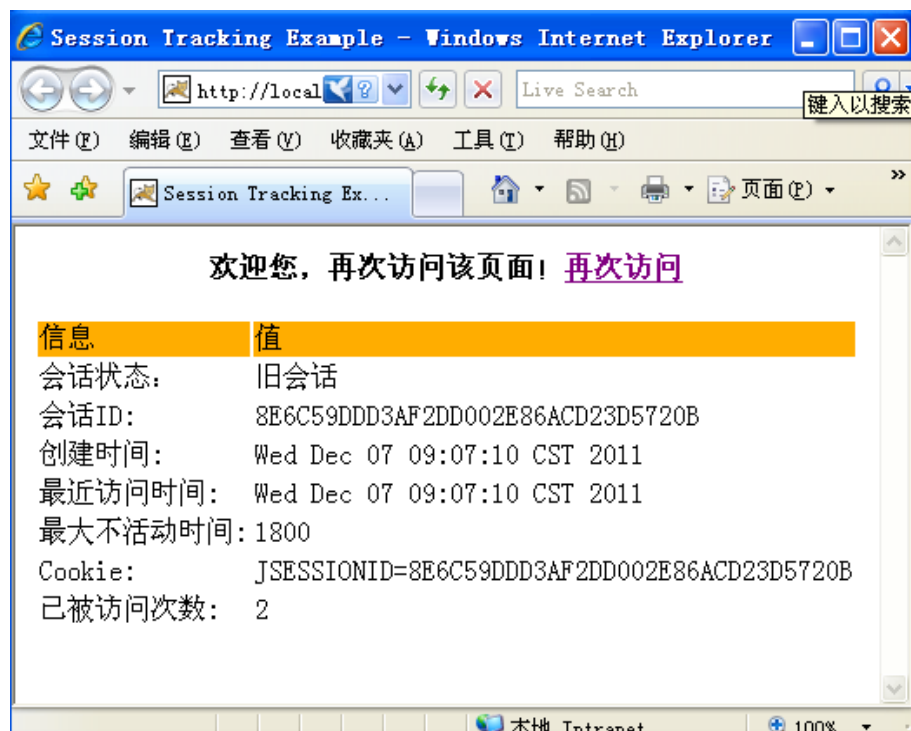 Session Tracking Example - Windows Internet Explorer
http://local
Live Search
键入以搜索
文件(F) 编辑(E) 查看(V) 收藏夹(A) 工具(T) 帮助(H)
Session Tracking Ex... 页面(P)
欢迎您，再次访问该页面! 再次访问
信息 值
会话状态: 旧会话
会话ID: 8E6C59DDD3AF2DD002E86ACD23D5720B
创建时间: Wed Dec 07 09:07:10 CST 2011
最近访问时间: Wed Dec 07 09:07:10 CST 2011
最大不活动时间: 1800
Cookie: JSESSIONID=8E6C59DDD3AF2DD002E86ACD23D5720B
已被访问次数: 2
本地 Intranet 100%